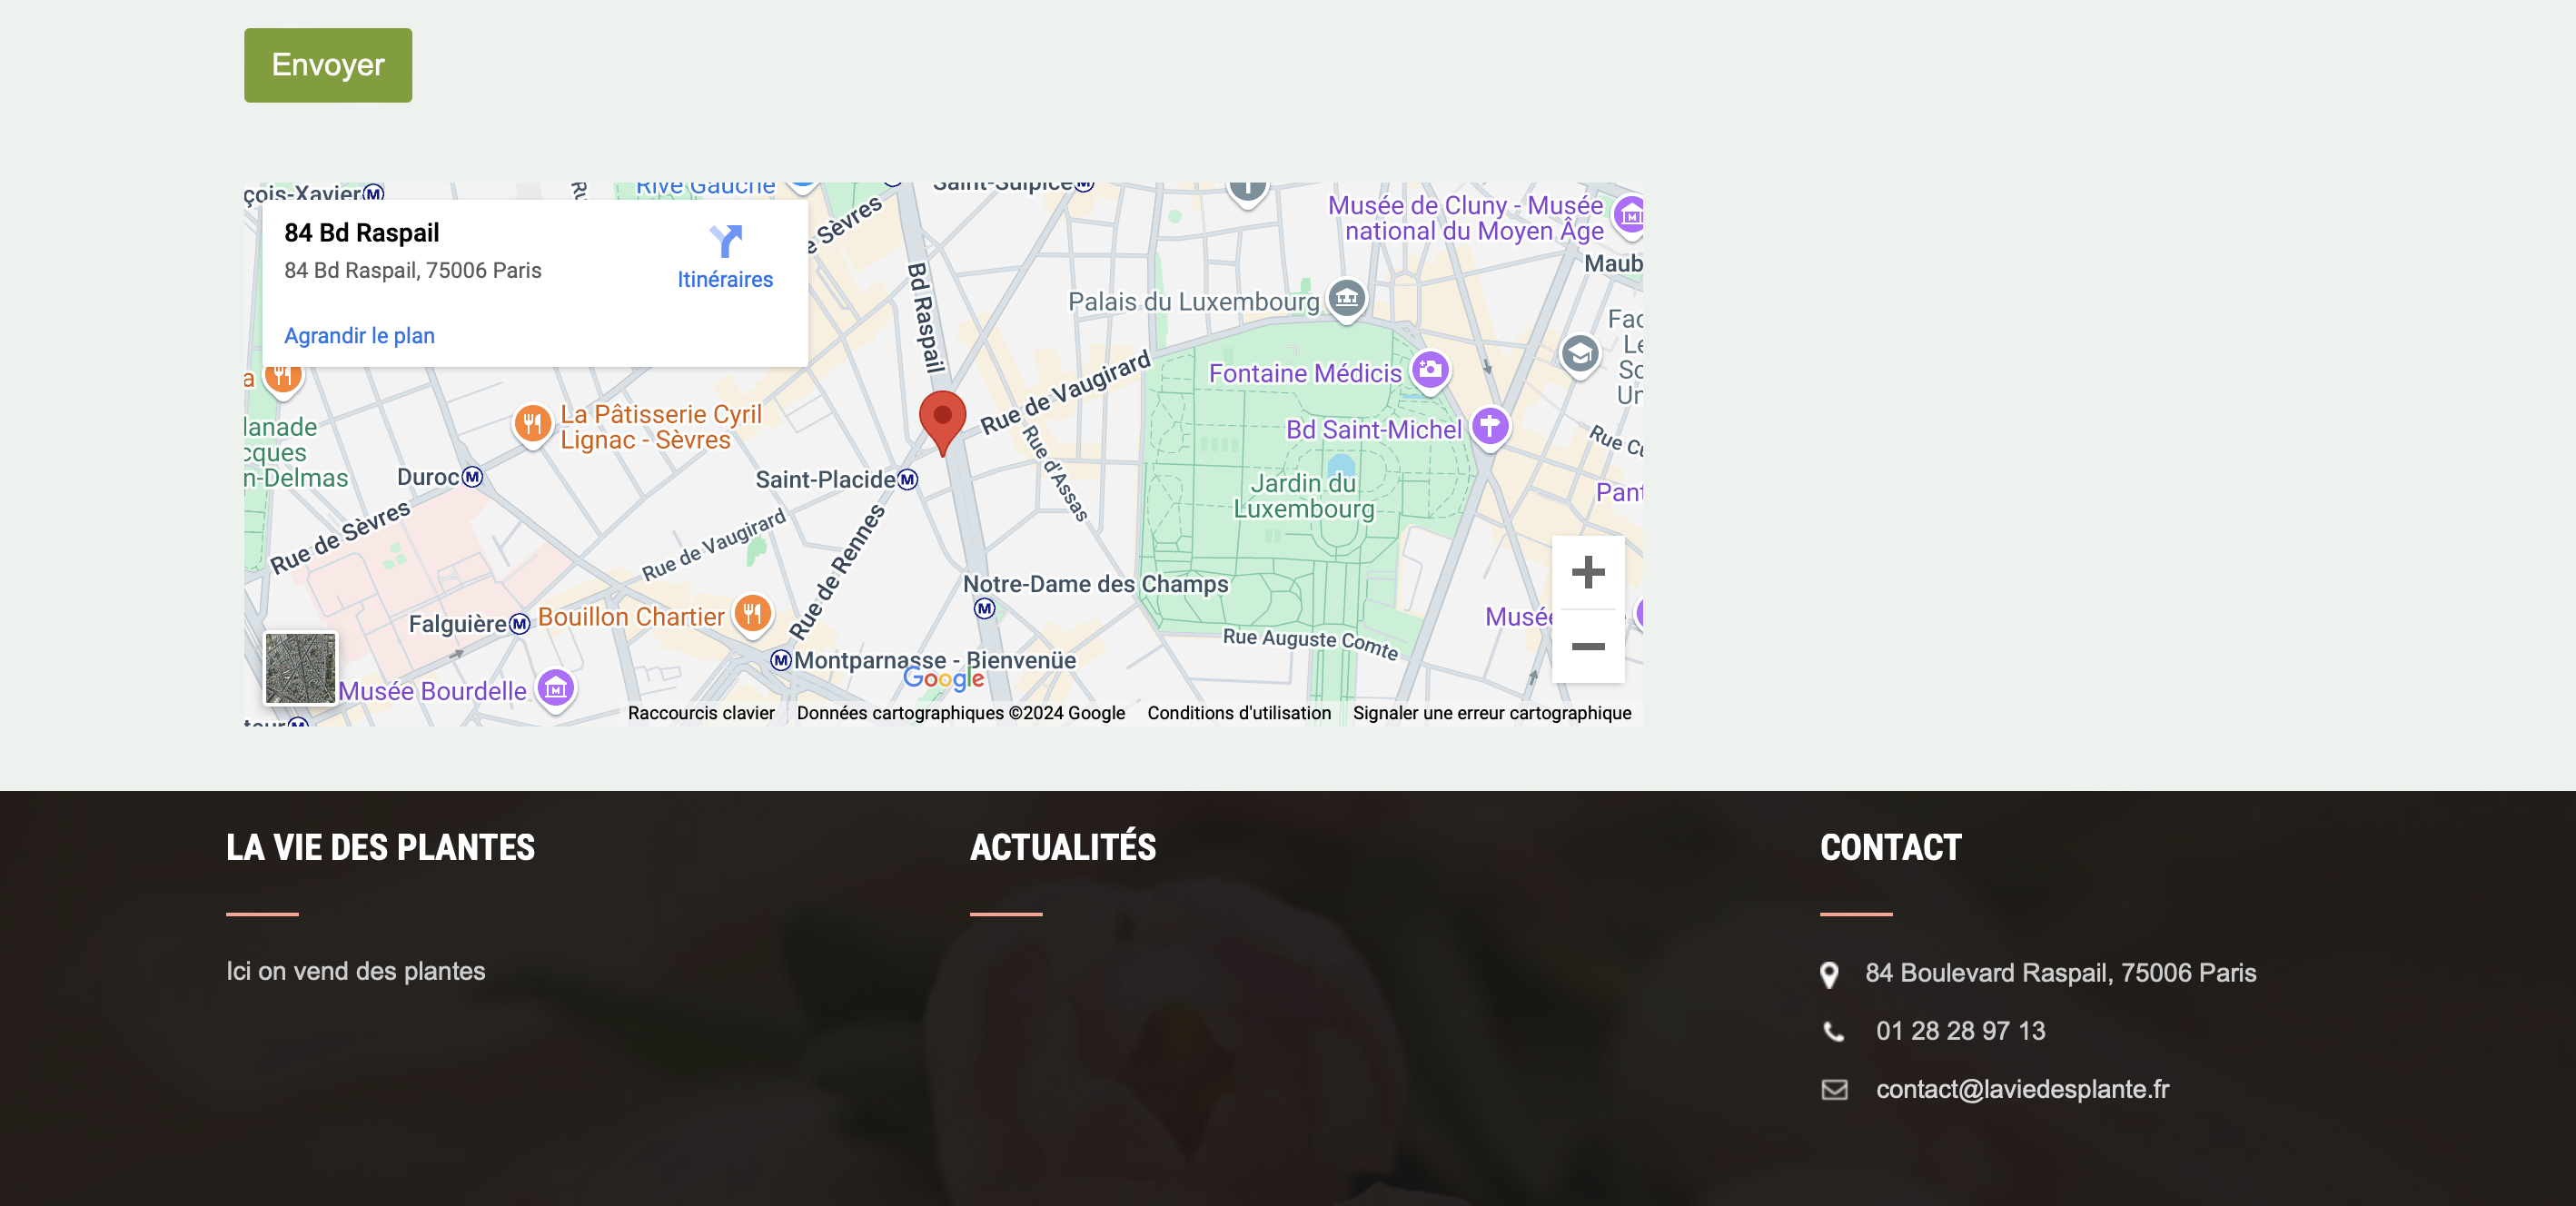 Envoyer
çois-Xavier
Rive Gauche
Saint-Sulpice
84 Bd Raspail
84 Bd Raspail, 75006 Paris
Itinéraires
Agrandir le plan
Sèvres
Bd Raspail
Musée de Cluny - Musée
national du Moyen Âge
Maub
Palais du Luxembourg
Fac
Le
So
Un
Fontaine Médicis
Rue de Vaugirard
a
La Pâtisserie Cyril
Lignac - Sèvres
Bd Saint-Michel
lanade
cques
n-Delmas
Rue d'Assas
Duroc
Saint-Placide
Jardin du
Luxembourg
Pant
Rue de Sèvres
Rue de Vaugirard
Rue de Rennes
Notre-Dame des Champs
Falguière
Bouillon Chartier
Musée
Rue Auguste Comte
Montparnasse - Bienvenüe
Musée Bourdelle
Google
Raccourcis clavier
Données cartographiques ©2024 Google
Conditions d'utilisation
Signaler une erreur cartographique
LA VIE DES PLANTES
Ici on vend des plantes
ACTUALITÉS
CONTACT
84 Boulevard Raspail, 75006 Paris
01 28 28 97 13
contact@laviedesplante.fr